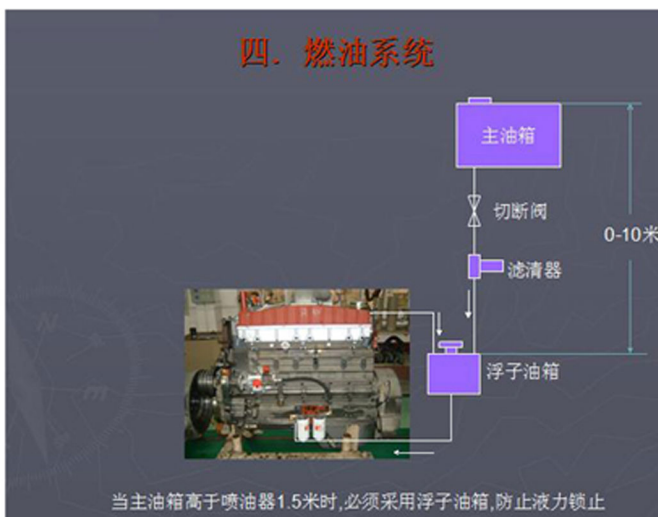 四. 燃油系统
主油箱
切断阀
0-10米
滤清器
浮子油箱
当主油箱高于喷油器1.5米时,必须采用浮子油箱,防止液力锁止